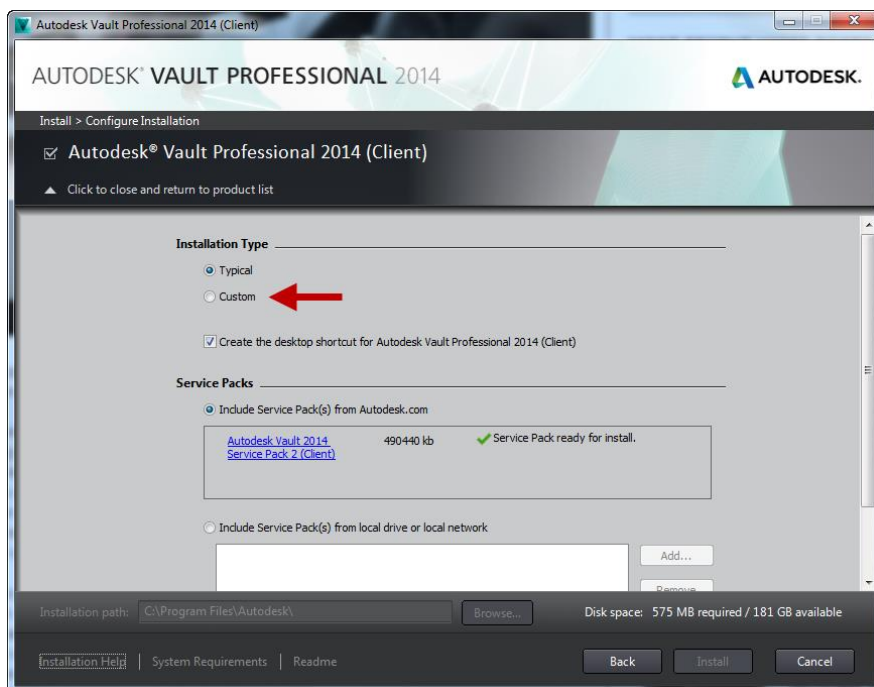 Autodesk Vault Professional 2014 (Client)
AUTODESK® VAULT PROFESSIONAL 2014
AUTODESK.
Install > Configure Installation
Autodesk® Vault Professional 2014 (Client)
Click to close and return to product list
Installation Type
Typical
Custom
Create the desktop shortcut for Autodesk Vault Professional 2014 (Client)
Service Packs
Include Service Pack(s) from Autodesk.com
Autodesk Vault 2014 490440 kb Service Pack ready for install.
Service Pack 2 (Client)
Include Service Pack(s) from local drive or local network
Add...
Remove
Installation path: C:\Program Files\Autodesk\ Browse... Disk space: 575 MB required / 181 GB available
Installation Help | System Requirements | Readme Back Install Cancel